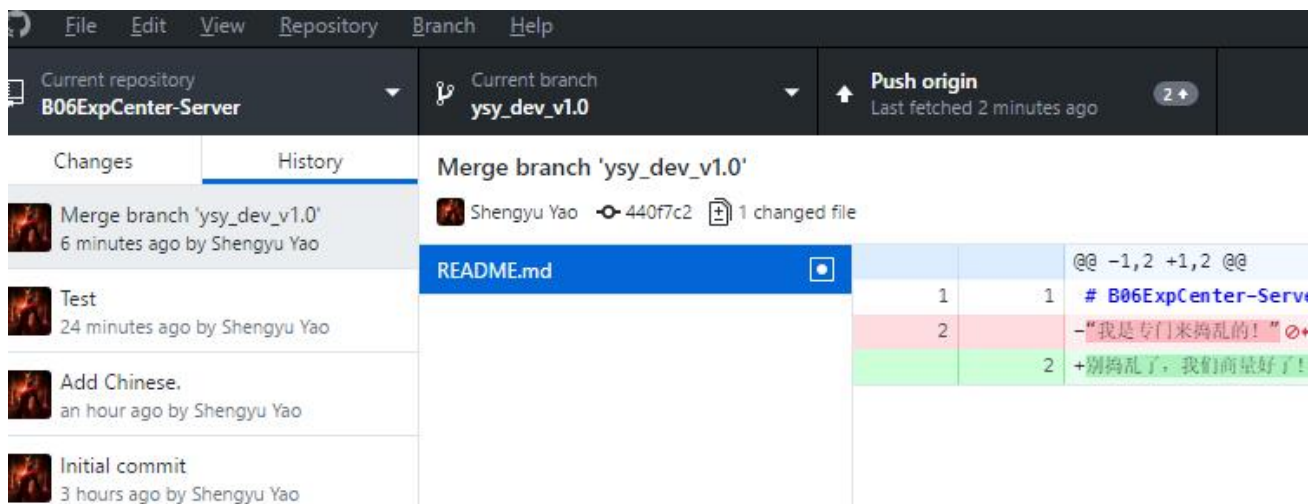 File Edit View Repository Branch Help
Current repository
B06ExpCenter-Server
Current branch
ysy_dev_v1.0
Push origin
Last fetched 2 minutes ago
2
Changes History
Merge branch 'ysy_dev_v1.0'
6 minutes ago by Shengyu Yao
Test
24 minutes ago by Shengyu Yao
Add Chinese.
an hour ago by Shengyu Yao
Initial commit
3 hours ago by Shengyu Yao
Merge branch 'ysy_dev_v1.0'
Shengyu Yao 440f7c2 1 changed file
README.md
@@ -1,2 +1,2 @@
1 1 # B06ExpCenter-Serve
2 -“我是专门来捣乱的！”
2 +别捣乱了，我们商量好了！